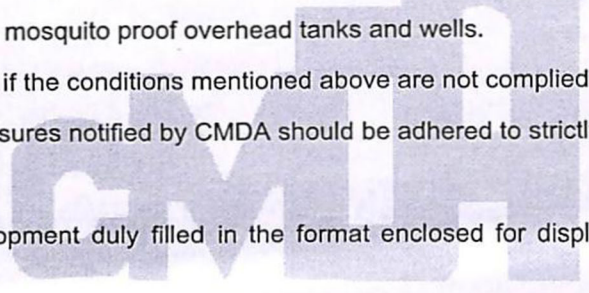 mosquito proof overhead tanks and wells.
if the conditions mentioned above are not complied
sures notified by CMDA should be adhered to strictl
opment duly filled in the format enclosed for displ